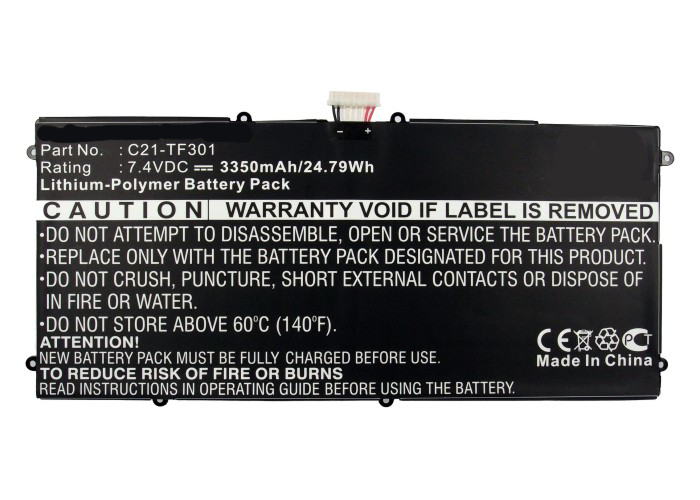 - +
Part No. : C21-TF301
Rating : 7.4VDC ⎓ 3350mAh/24.79Wh
Lithium-Polymer Battery Pack
CAUTION WARRANTY VOID IF LABEL IS REMOVED
•DO NOT ATTEMPT TO DISASSEMBLE, OPEN OR SERVICE THE BATTERY PACK.
•REPLACE ONLY WITH THE BATTERY PACK DESIGNATED FOR THIS PRODUCT.
•DO NOT CRUSH, PUNCTURE, SHORT EXTERNAL CONTACTS OR DISPOSE OF
IN FIRE OR WATER.
•DO NOT STORE ABOVE 60°C (140°F).
ATTENTION!
NEW BATTERY PACK MUST BE FULLY CHARGED BEFORE USING
TO REDUCE RISK OF FIRE OR BURNS
READ INSTRUCTIONS IN OPERATING GUIDE BEFORE USING THE BATTERY.
CE
Made In China